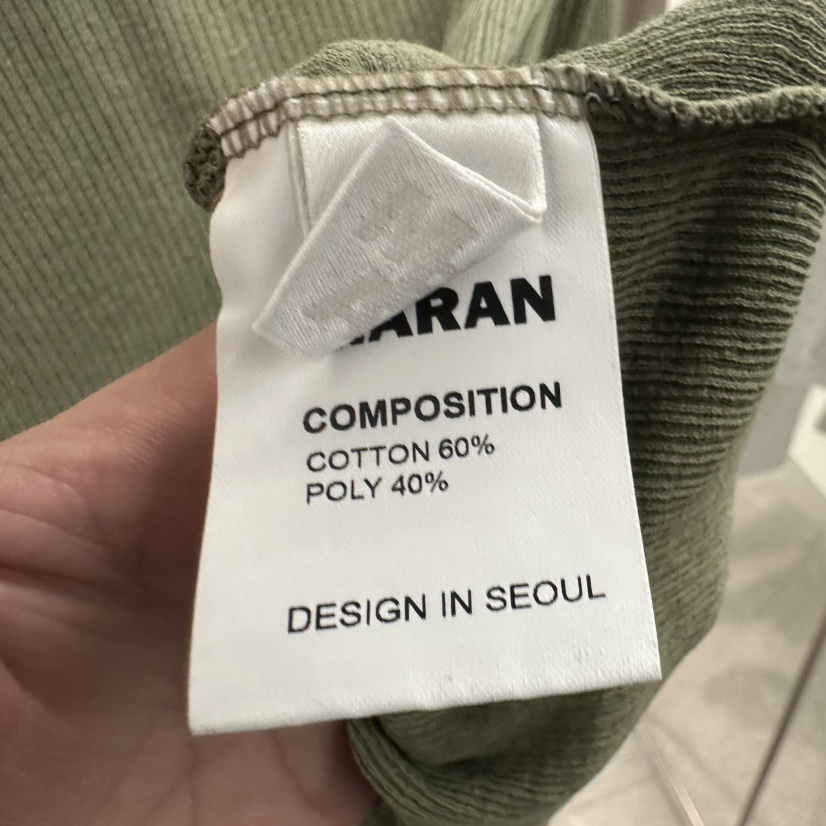 COMPOSITION
COTTON 60%
POLY 40%
DESIGN IN SEOUL